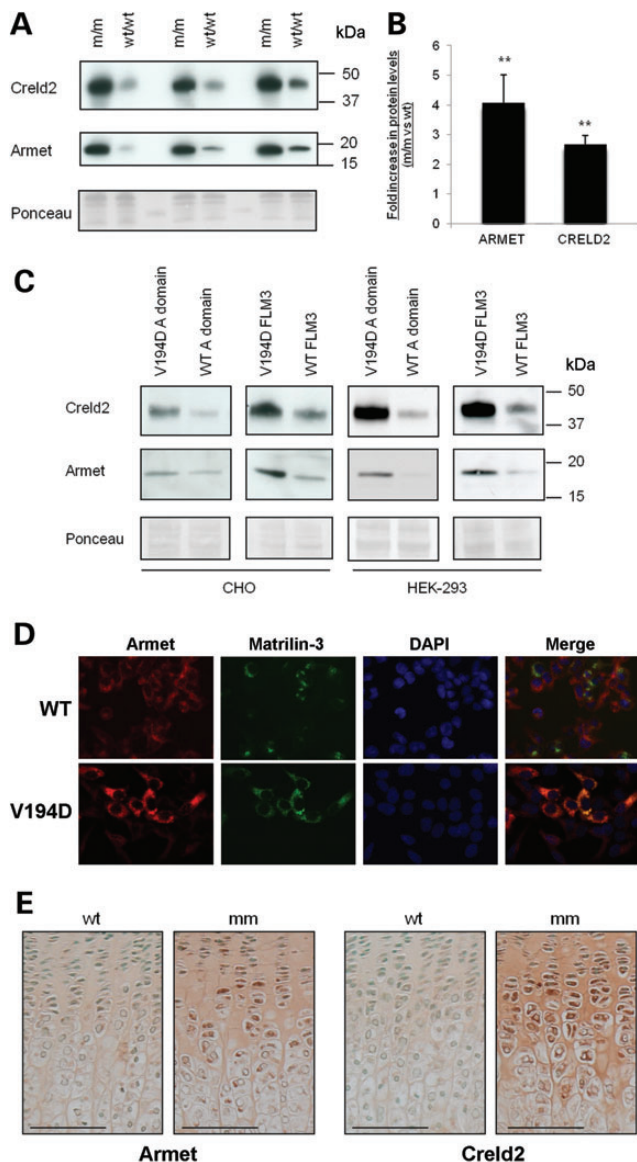 A
m/m wt/wt m/m wt/wt m/m wt/wt kDa
Creld2
50
37
Armet
20
15
Ponceau
B
Fold increase in protein levels
(m/m vs wt)
6
5
4
3
2
1
0
**
**
ARMET CRELD2
C
V194D A domain WT A domain V194D FLM3 WT FLM3 V194D A domain WT A domain V194D FLM3 WT FLM3
kDa
Creld2
50
37
Armet
20
15
Ponceau
CHO HEK-293
D
Armet Matrilin-3 DAPI Merge
WT
V194D
E
wt mm wt mm
Armet Creld2